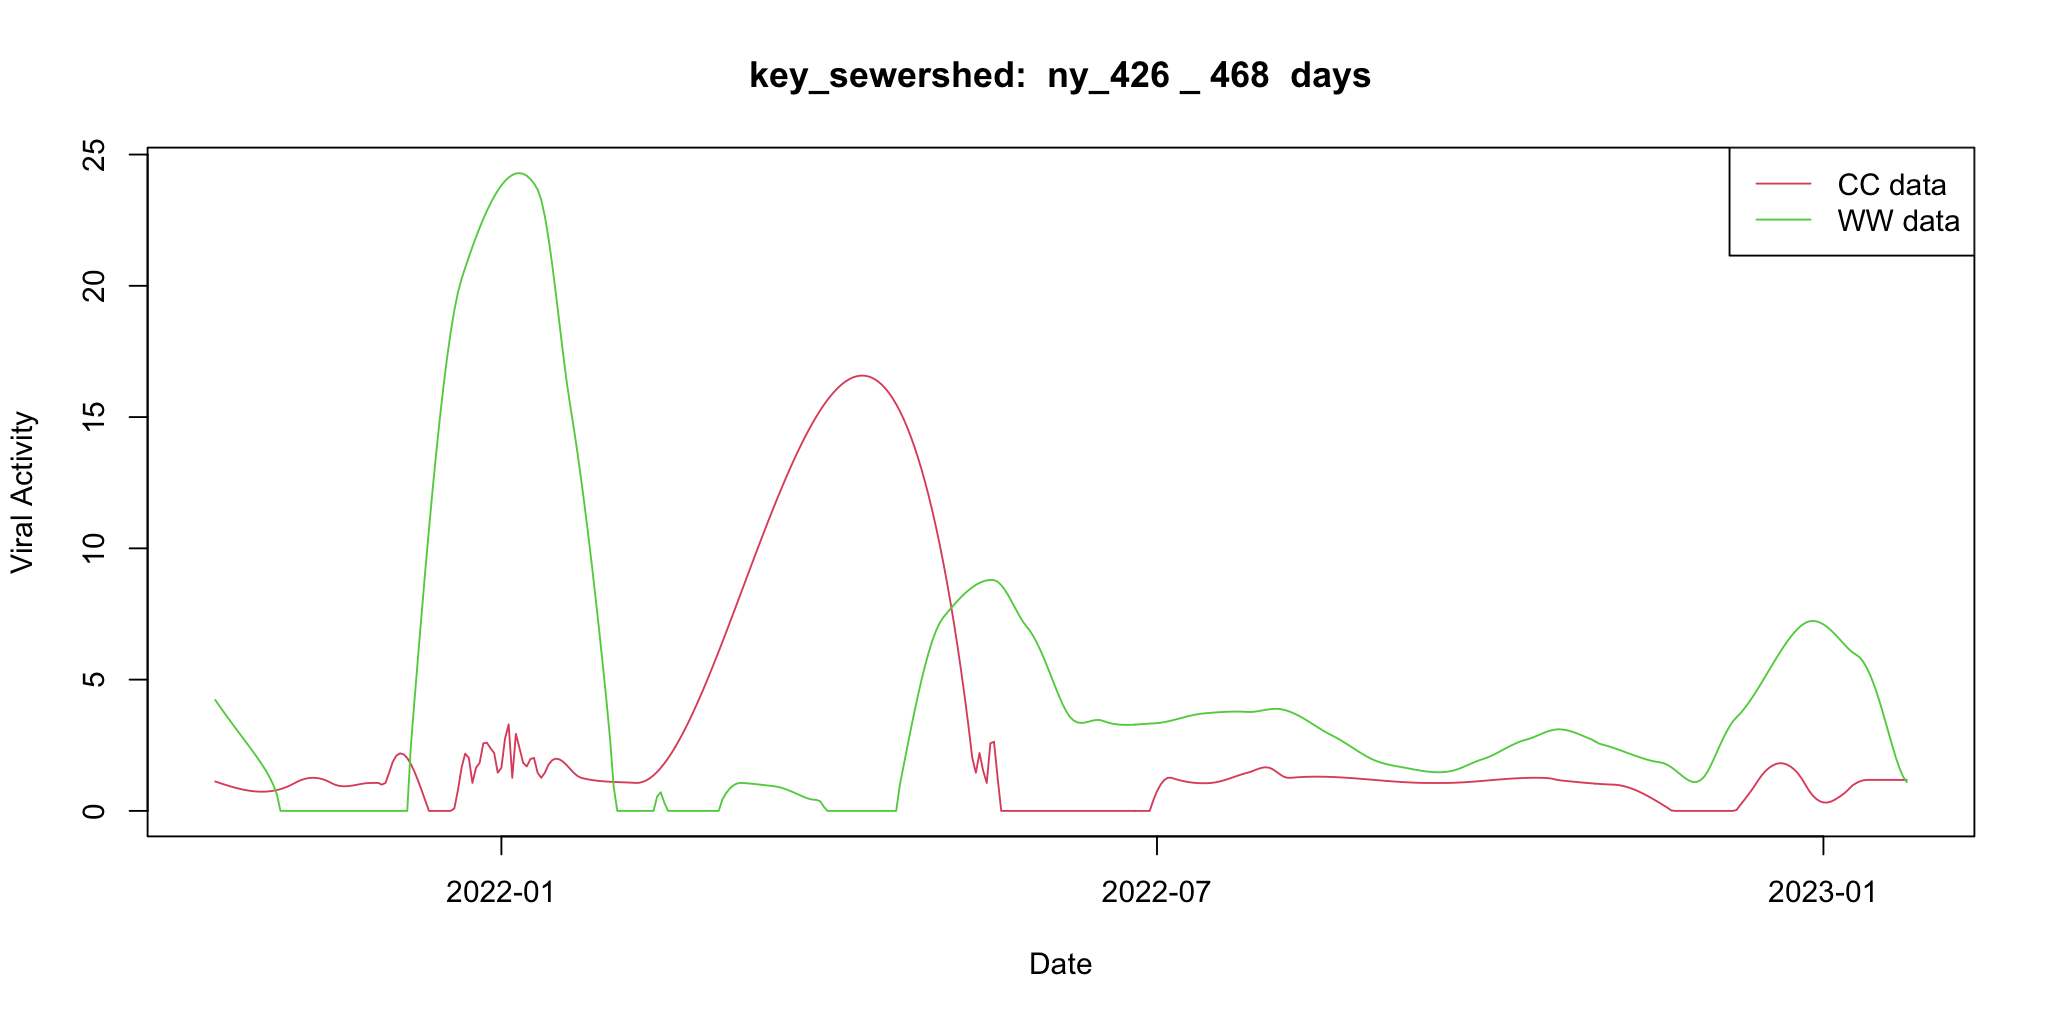 key_sewershed: ny_426 _ 468 days
CC data
WW data
Viral Activity
25
20
15
10
5
0
2022-01
2022-07
2023-01
Date